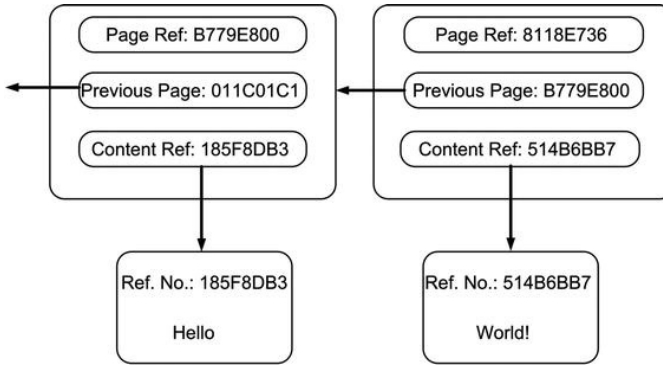 Page Ref: B779E800
Previous Page: 011C01C1
Content Ref: 185F8DB3
Ref. No.: 185F8DB3
Hello
Page Ref: 8118E736
Previous Page: B779E800
Content Ref: 514B6BB7
Ref. No.: 514B6BB7
World!